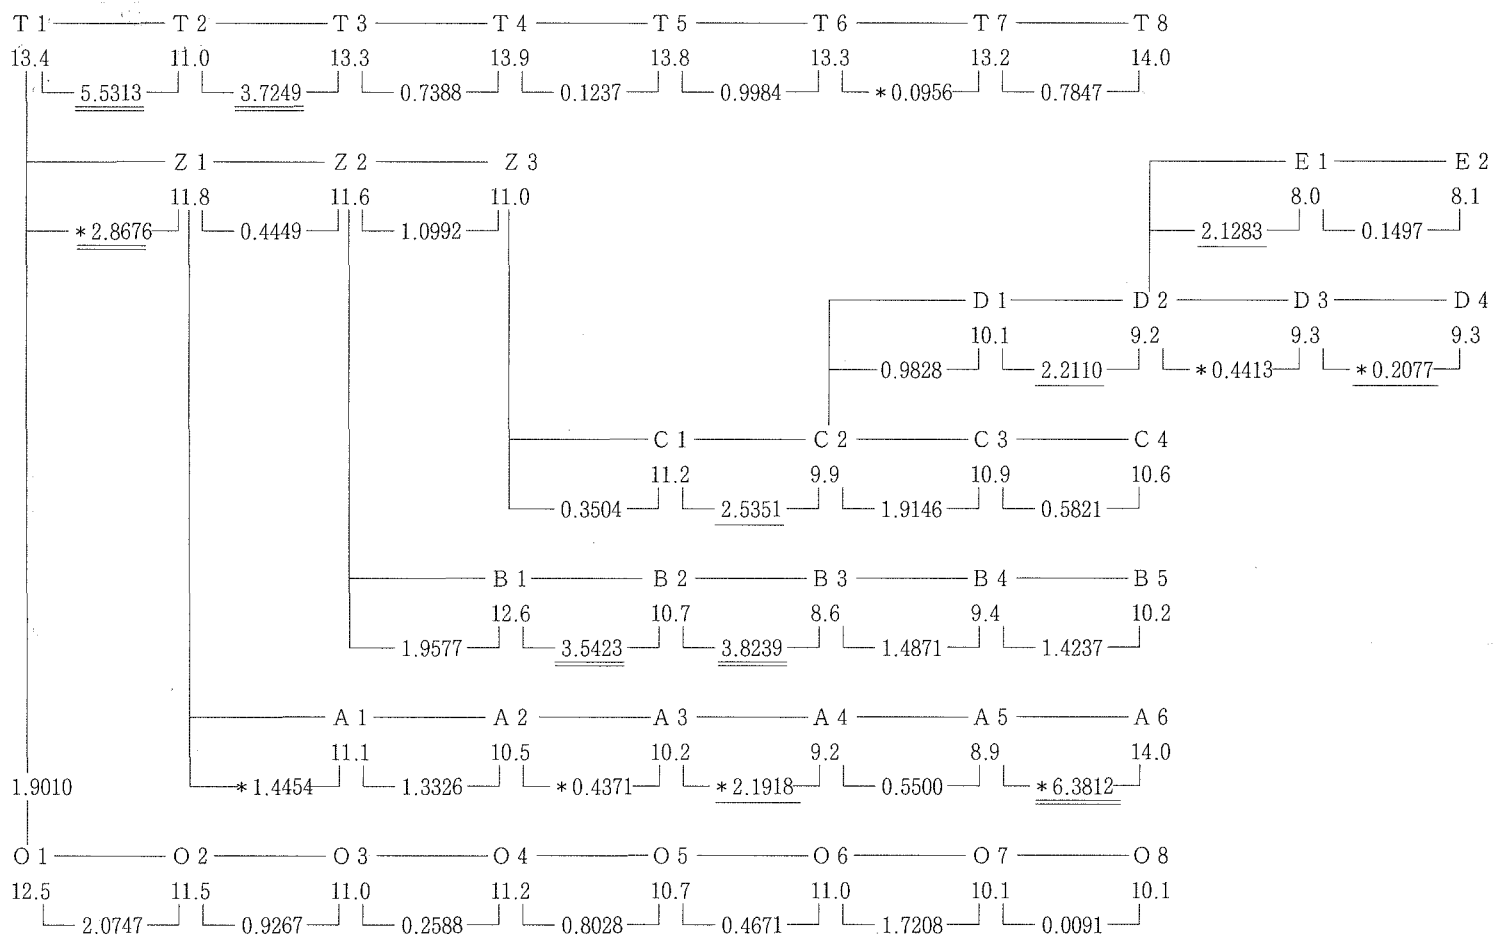 T 1 T 2 T 3 T 4 T 5 T 6 T 7 T 8
13.4 11.0 13.3 13.9 13.8 13.3 13.2 14.0
5.5313 3.7249 0.7388 0.1237 0.9984 *0.0956 0.7847
Z 1 Z 2 Z 3 E 1 E 2
11.8 11.6 11.0 8.0 8.1
*2.8676 0.4449 1.0992 2.1283 0.1497
D 1 D 2 D 3 D 4
10.1 9.2 9.3 9.3
0.9828 2.2110 *0.4413 *0.2077
C 1 C 2 C 3 C 4
11.2 9.9 10.9 10.6
0.3504 2.5351 1.9146 0.5821
B 1 B 2 B 3 B 4 B 5
12.6 10.7 8.6 9.4 10.2
1.9577 3.5423 3.8239 1.4871 1.4237
A 1 A 2 A 3 A 4 A 5 A 6
11.1 10.5 10.2 9.2 8.9 14.0
1.9010 *1.4454 1.3326 *0.4371 *2.1918 0.5500 *6.3812
O 1 O 2 O 3 O 4 O 5 O 6 O 7 O 8
12.5 11.5 11.0 11.2 10.7 11.0 10.1 10.1
2.0747 0.9267 0.2588 0.8028 0.4671 1.7208 0.0091